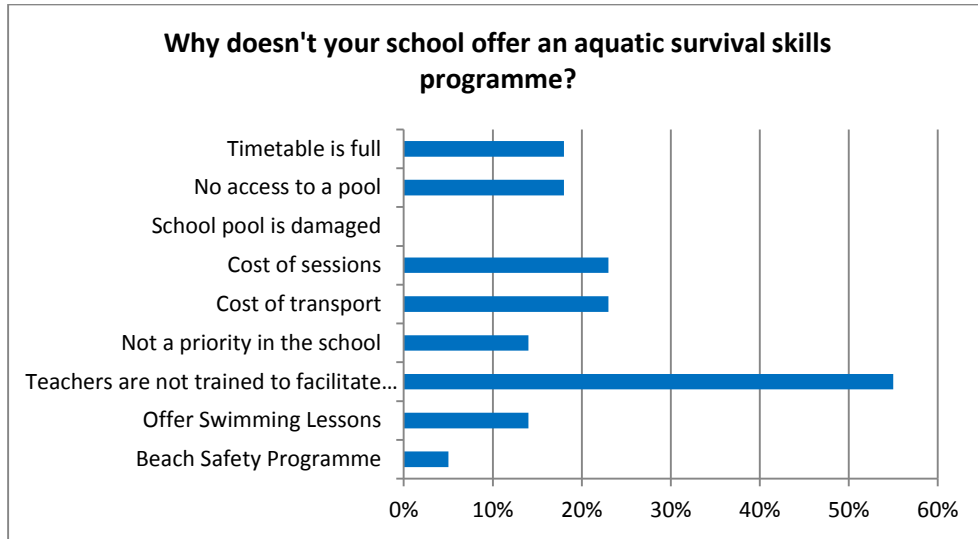 Why doesn't your school offer an aquatic survival skills
programme?
Timetable is full
No access to a pool
School pool is damaged
Cost of sessions
Cost of transport
Not a priority in the school
Teachers are not trained to facilitate...
Offer Swimming Lessons
Beach Safety Programme
0% 10% 20% 30% 40% 50% 60%